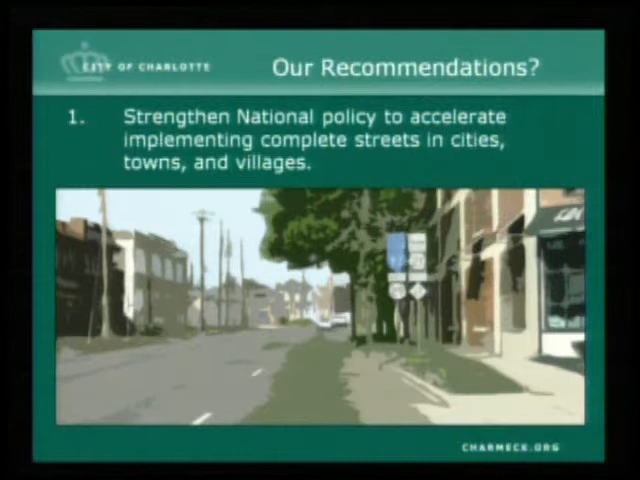 CITY OF CHARLOTTE
Our Recommendations?
1. Strengthen National policy to accelerate
implementing complete streets in cities,
towns, and villages.
CHARMECK.ORG